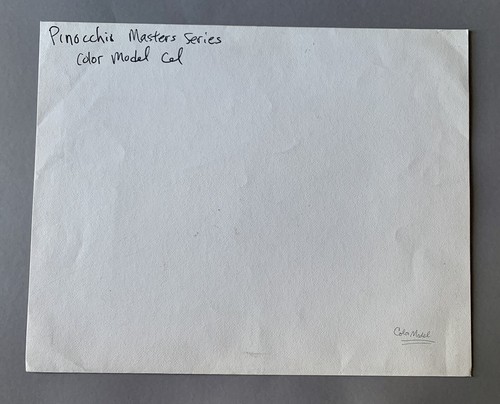 Pinocchio Masters Series
Color Model Cel
Color Model